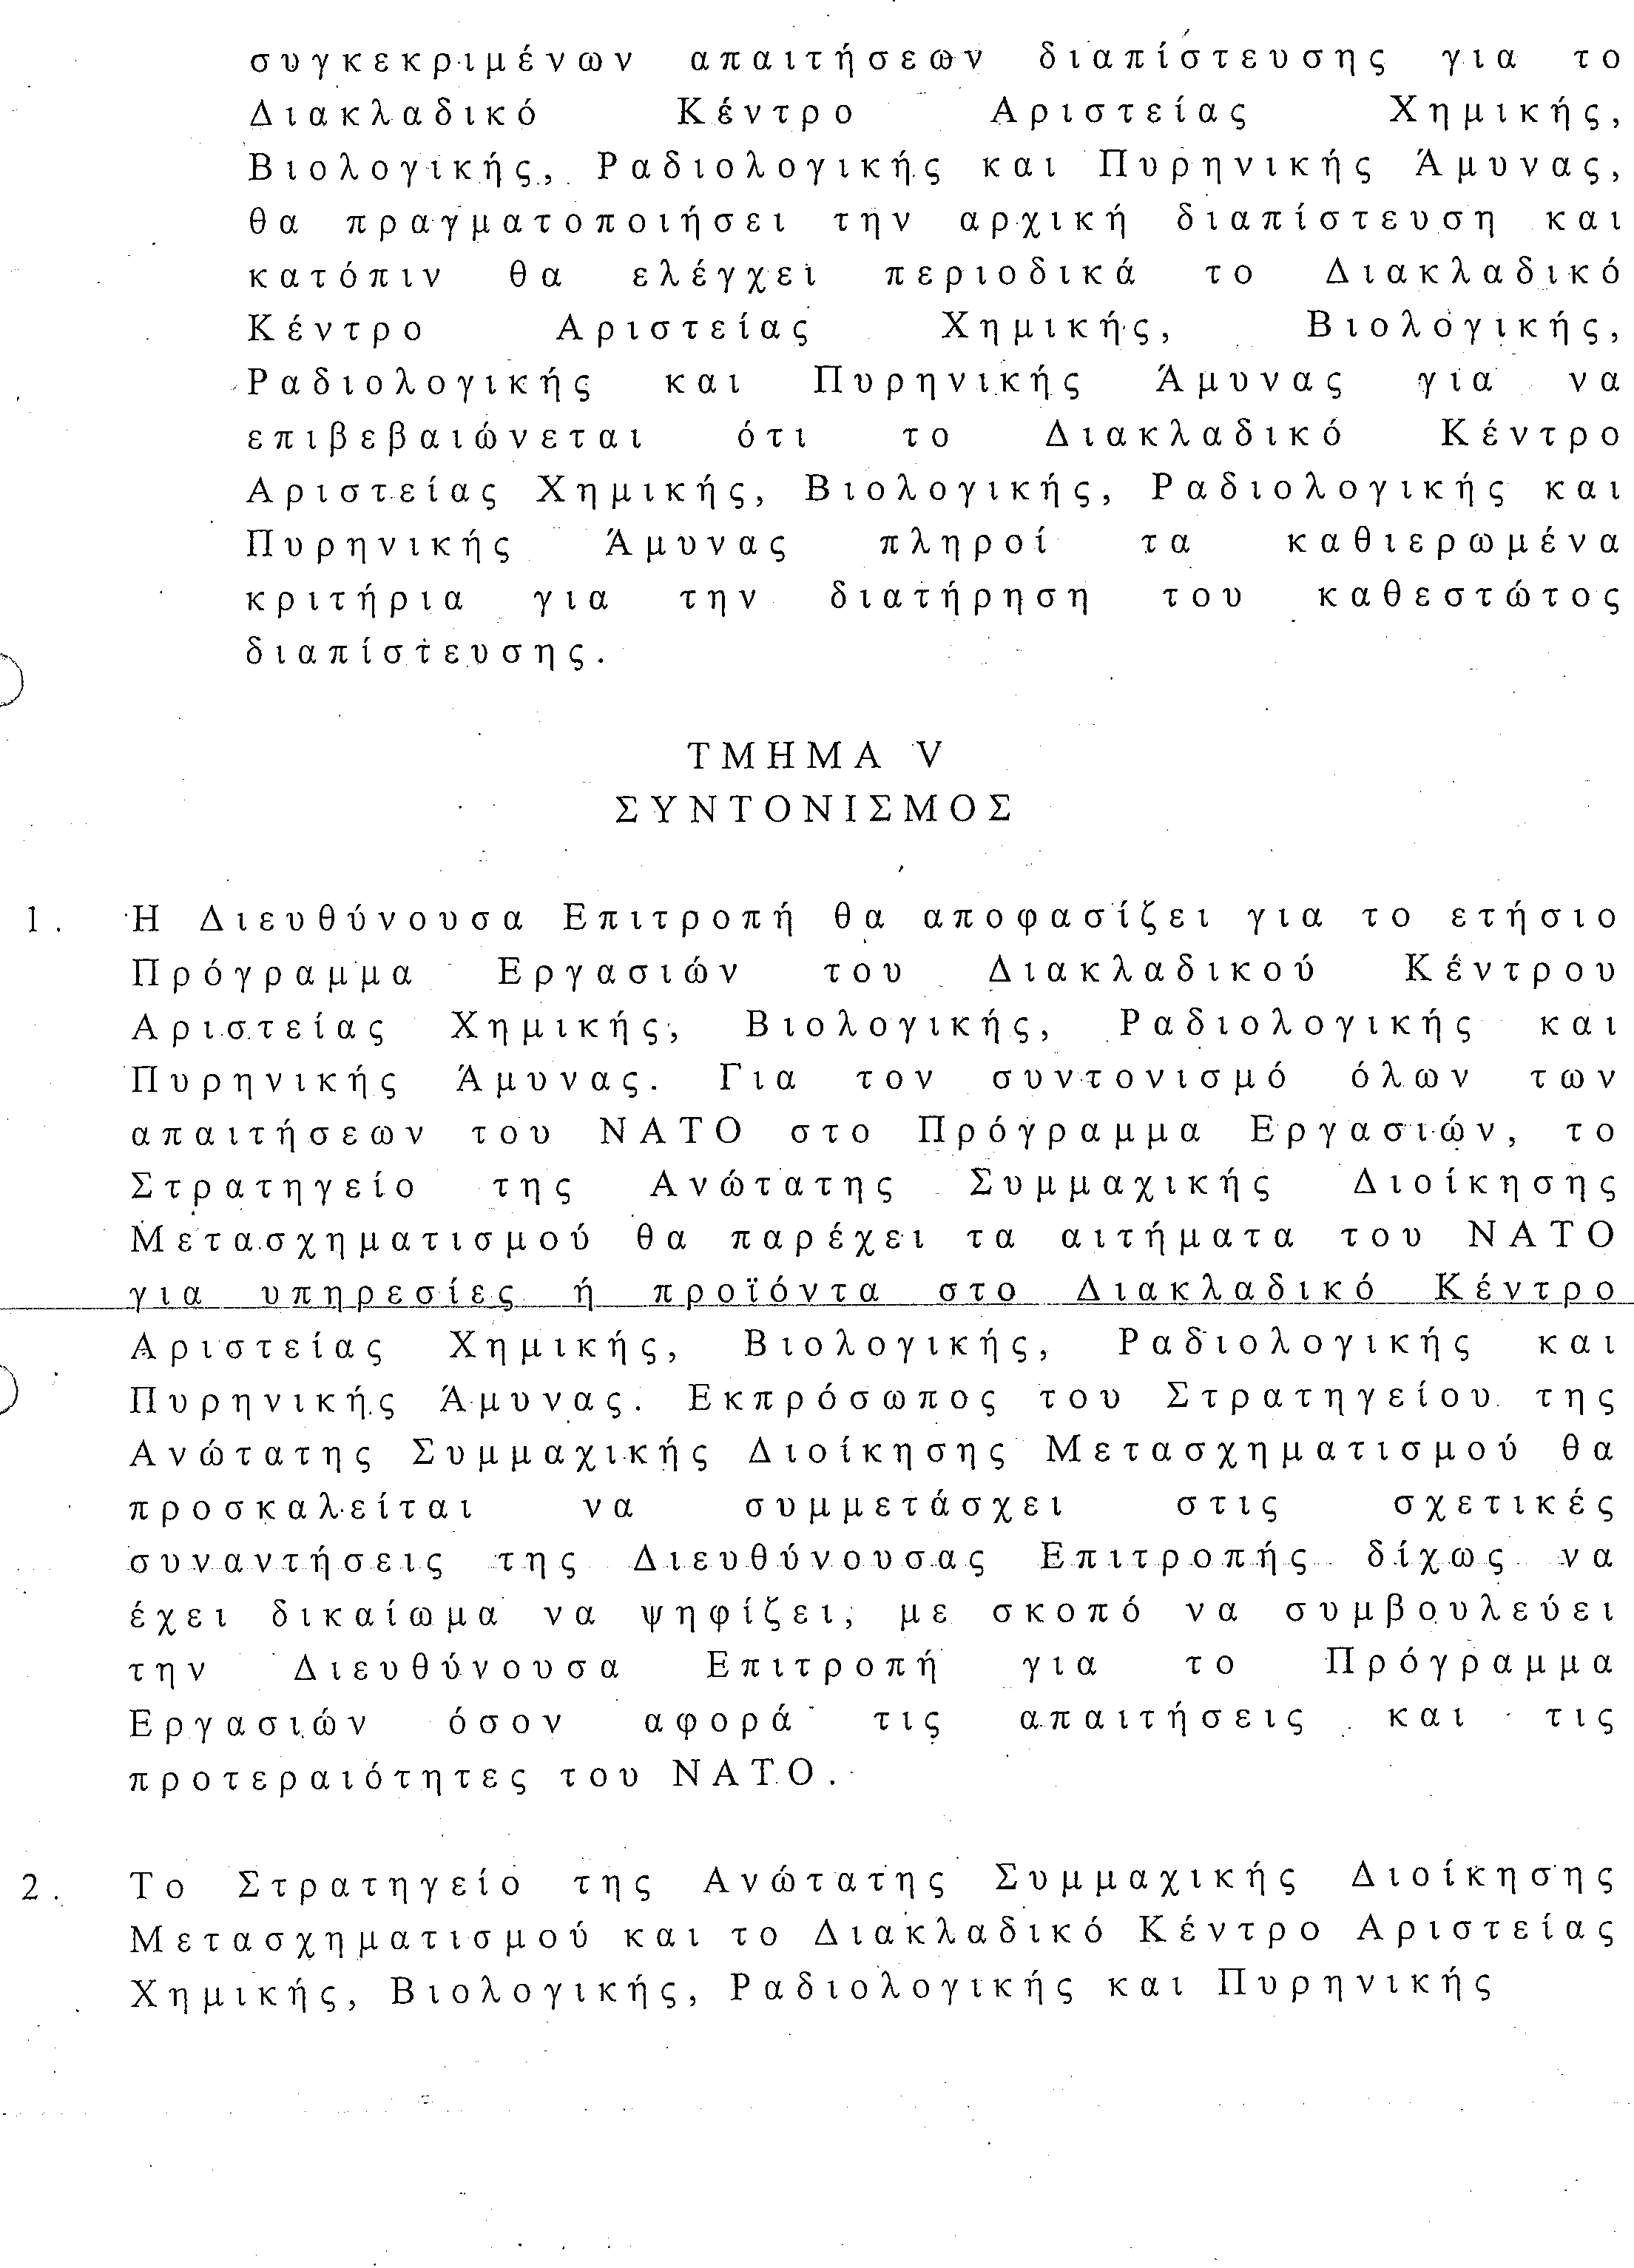 συγκεκριμένων απαιτήσεων διαπίστευσης για το
Διακλαδικό Κέντρο Αριστείας Χημικής,
Βιολογικής, Ραδιολογικής και Πυρηνικής Άμυνας,
θα πραγματοποιήσει την αρχική διαπίστευση και
κατόπιν θα ελέγχει περιοδικά το Διακλαδικό
Κέντρο Αριστείας Χημικής, Βιολογικής,
Ραδιολογικής και Πυρηνικής Άμυνας για να
επιβεβαιώνεται ότι το Διακλαδικό Κέντρο
Αριστείας Χημικής, Βιολογικής, Ραδιολογικής και
Πυρηνικής Άμυνας πληροί τα καθιερωμένα
κριτήρια για την διατήρηση του καθεστώτος
διαπίστευσης.
ΤΜΗΜΑ V
ΣΥΝΤΟΝΙΣΜΟΣ
1. Η Διευθύνουσα Επιτροπή θα αποφασίζει για το ετήσιο
Πρόγραμμα Εργασιών του Διακλαδικού Κέντρου
Αριστείας Χημικής, Βιολογικής, Ραδιολογικής και
Πυρηνικής Άμυνας. Για τον συντονισμό όλων των
απαιτήσεων του ΝΑΤΟ στο Πρόγραμμα Εργασιών, το
Στρατηγείο της Ανώτατης Συμμαχικής Διοίκησης
Μετασχηματισμού θα παρέχει τα αιτήματα του ΝΑΤΟ
για υπηρεσίες ή προϊόντα στο Διακλαδικό Κέντρο
Αριστείας Χημικής, Βιολογικής, Ραδιολογικής και
Πυρηνικής Άμυνας. Εκπρόσωπος του Στρατηγείου της
Ανώτατης Συμμαχικής Διοίκησης Μετασχηματισμού θα
προσκαλείται να συμμετάσχει στις σχετικές
συναντήσεις της Διευθύνουσας Επιτροπής δίχως να
έχει δικαίωμα να ψηφίζει, με σκοπό να συμβουλεύει
την Διευθύνουσα Επιτροπή για το Πρόγραμμα
Εργασιών όσον αφορά τις απαιτήσεις και τις
προτεραιότητες του ΝΑΤΟ.
2. Το Στρατηγείο της Ανώτατης Συμμαχικής Διοίκησης
Μετασχηματισμού και το Διακλαδικό Κέντρο Αριστείας
Χημικής, Βιολογικής, Ραδιολογικής και Πυρηνικής